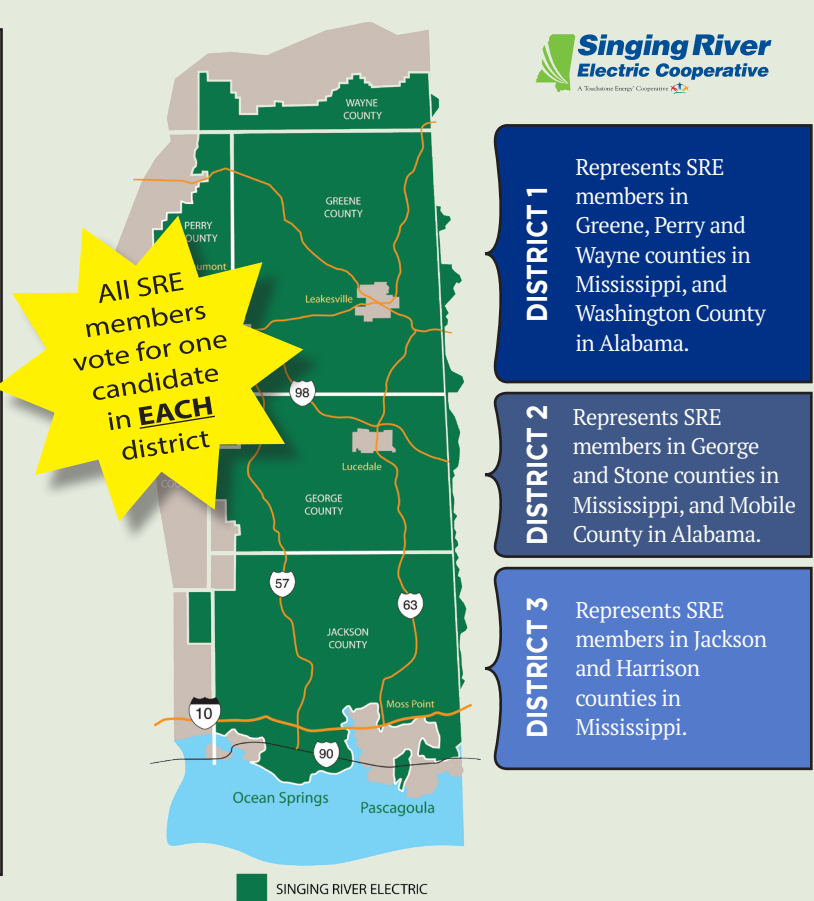 Singing River
Electric Cooperative
A Touchstone Energy® Cooperative
WAYNE
COUNTY
GREENE
COUNTY
PERRY
OUNTY
umont
Leakesville
98
Lucedale
GEORGE
COUNTY
57
63
JACKSON
COUNTY
Moss Point
10
90
Ocean Springs
Pascagoula
All SRE
members
vote for one
candidate
in EACH
district
DISTRICT 1
Represents SRE
members in
Greene, Perry and
Wayne counties in
Mississippi, and
Washington County
in Alabama.
DISTRICT 2
Represents SRE
members in George
and Stone counties in
Mississippi, and Mobile
County in Alabama.
DISTRICT 3
Represents SRE
members in Jackson
and Harrison
counties in
Mississippi.
SINGING RIVER ELECTRIC